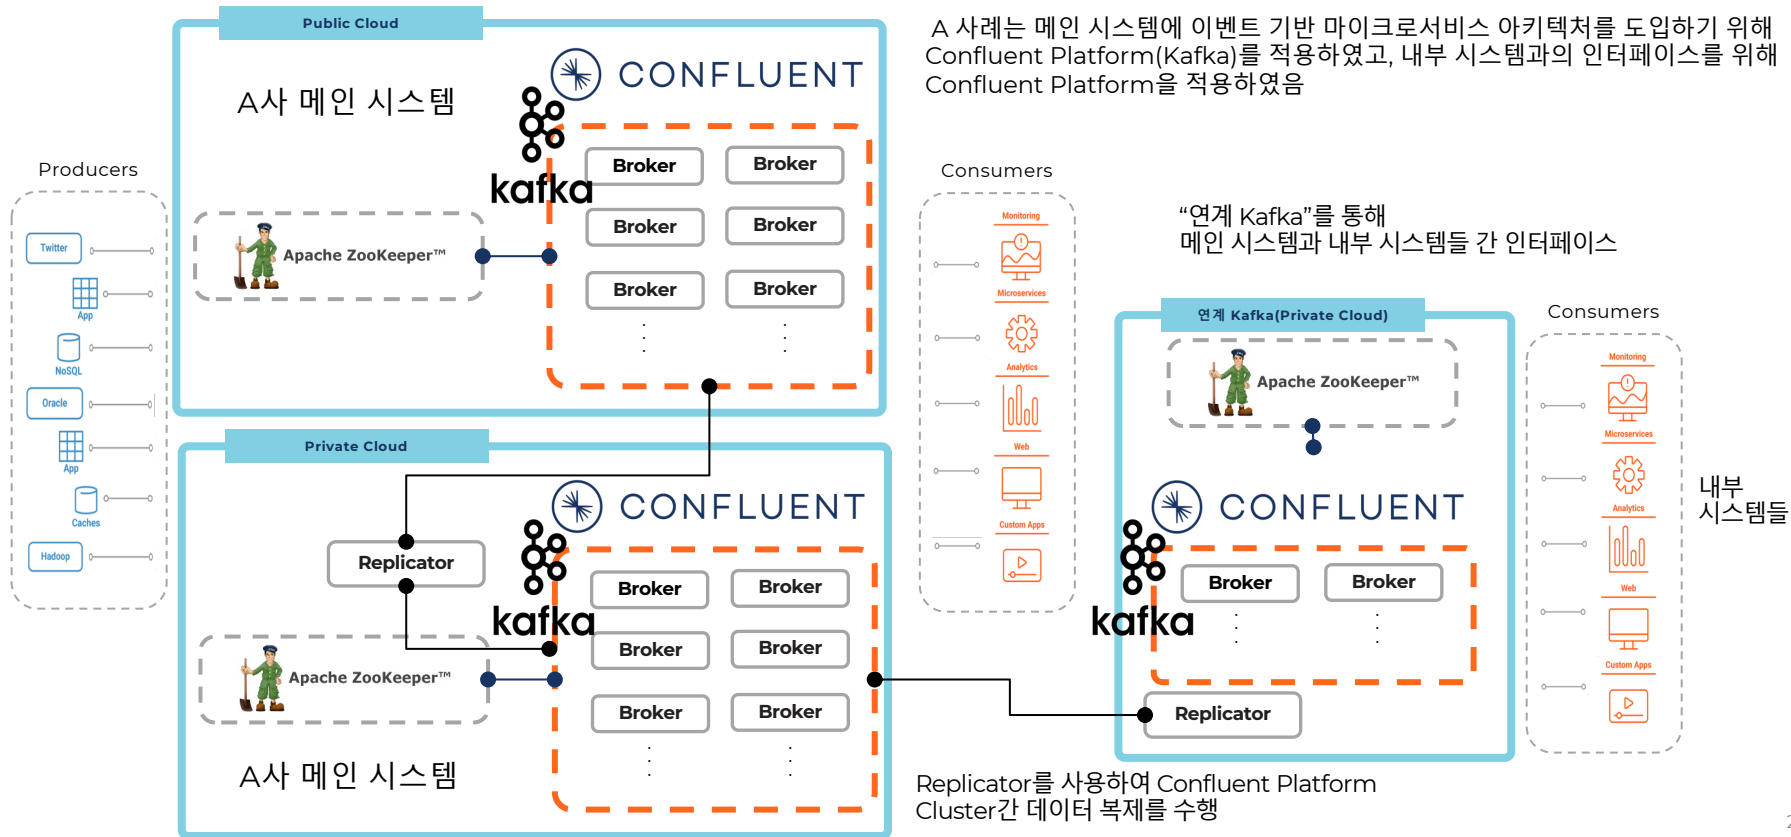 Public Cloud
A사 메인 시스템
CONFLUENT
kafka
Broker
Broker
Broker
Broker
Broker
Broker
Apache ZooKeeper™
A 사례는 메인 시스템에 이벤트 기반 마이크로서비스 아키텍처를 도입하기 위해
Confluent Platform(Kafka)를 적용하였고, 내부 시스템과의 인터페이스를 위해
Confluent Platform을 적용하였음
Producers
Twitter
App
NoSQL
Oracle
App
Caches
Hadoop
Private Cloud
CONFLUENT
Replicator
kafka
Broker
Broker
Broker
Broker
Broker
Broker
Apache ZooKeeper™
A사 메인 시스템
Consumers
Monitoring
Microservices
Analytics
Web
Custom Apps
“연계 Kafka”를 통해
메인 시스템과 내부 시스템들 간 인터페이스
연계 Kafka(Private Cloud)
Apache ZooKeeper™
CONFLUENT
kafka
Broker
Broker
Replicator
Consumers
Monitoring
Microservices
Analytics
Web
Custom Apps
내부
시스템들
Replicator를 사용하여 Confluent Platform
Cluster간 데이터 복제를 수행